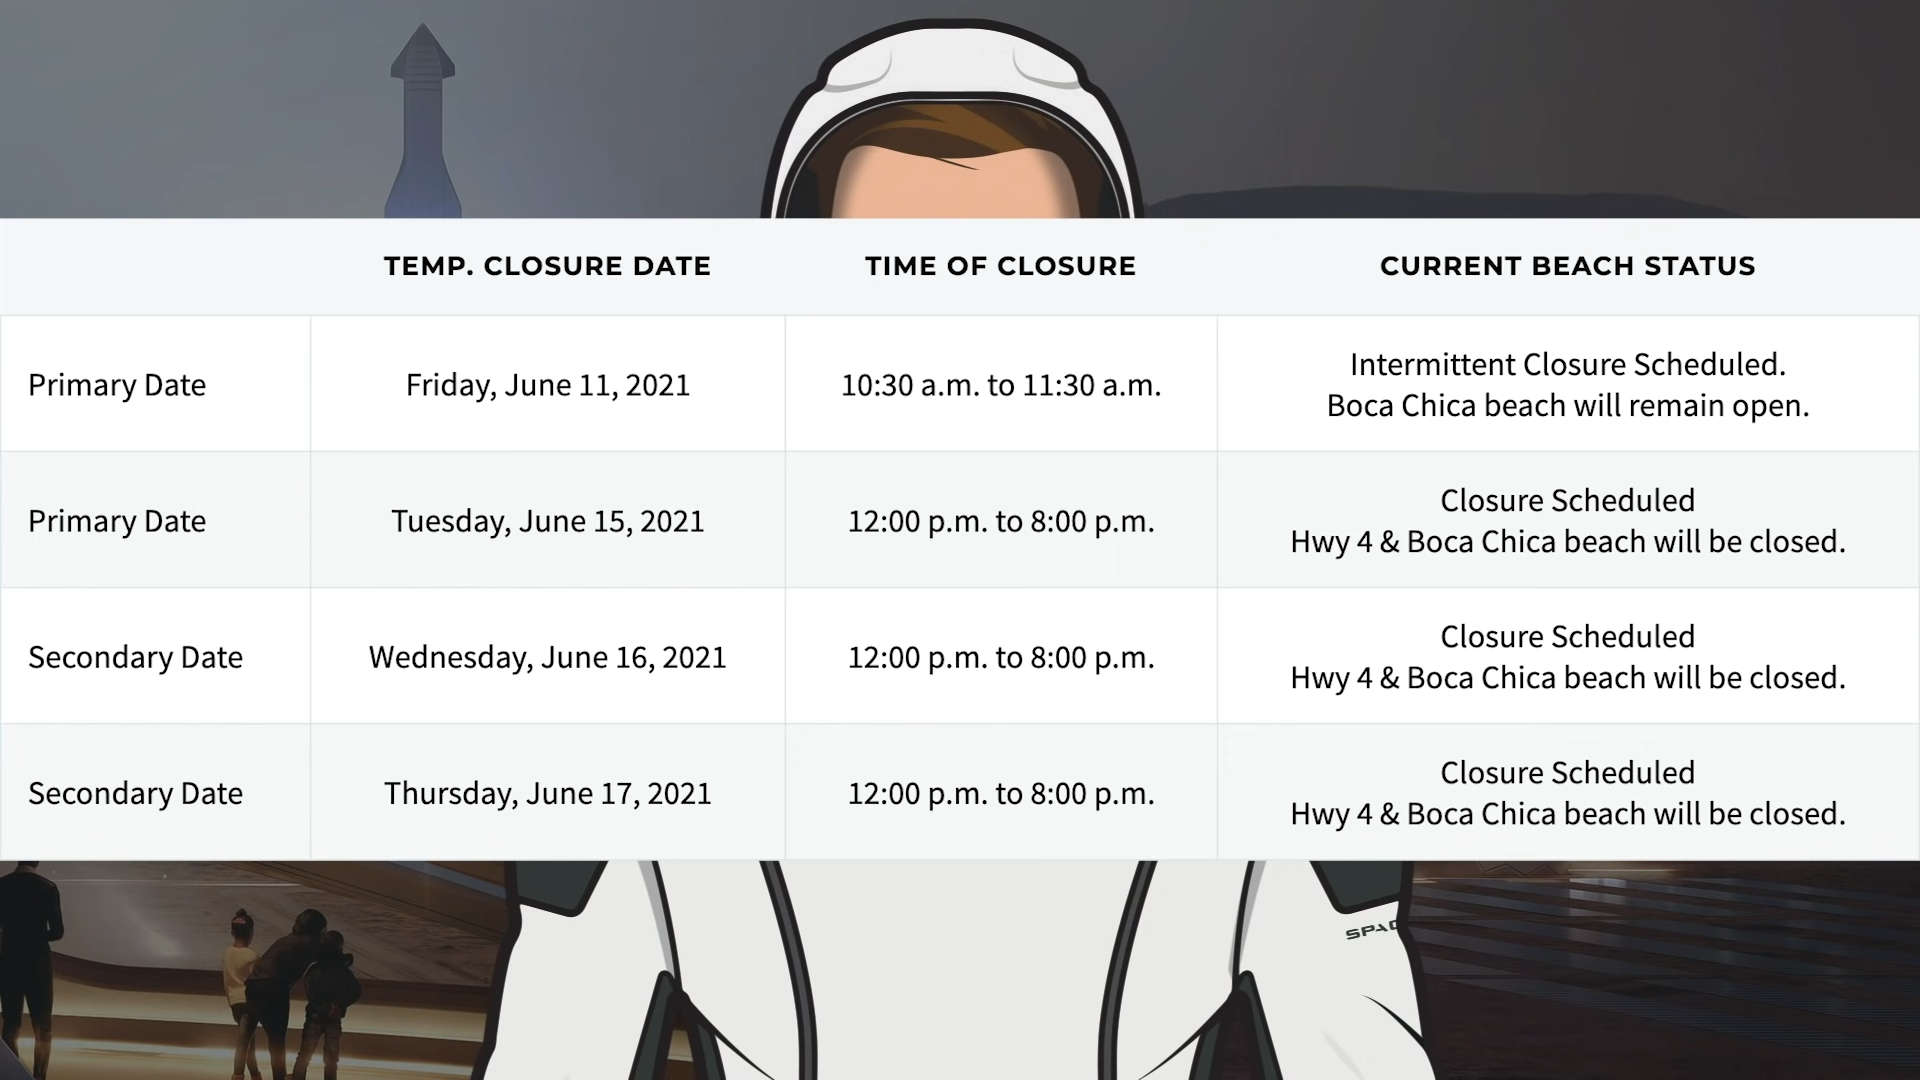 TEMP. CLOSURE DATE TIME OF CLOSURE CURRENT BEACH STATUS
Primary Date Friday, June 11, 2021 10:30 a.m. to 11:30 a.m. Intermittent Closure Scheduled.
Boca Chica beach will remain open.
Primary Date Tuesday, June 15, 2021 12:00 p.m. to 8:00 p.m. Closure Scheduled
Hwy 4 & Boca Chica beach will be closed.
Secondary Date Wednesday, June 16, 2021 12:00 p.m. to 8:00 p.m. Closure Scheduled
Hwy 4 & Boca Chica beach will be closed.
Secondary Date Thursday, June 17, 2021 12:00 p.m. to 8:00 p.m. Closure Scheduled
Hwy 4 & Boca Chica beach will be closed.
SPAC